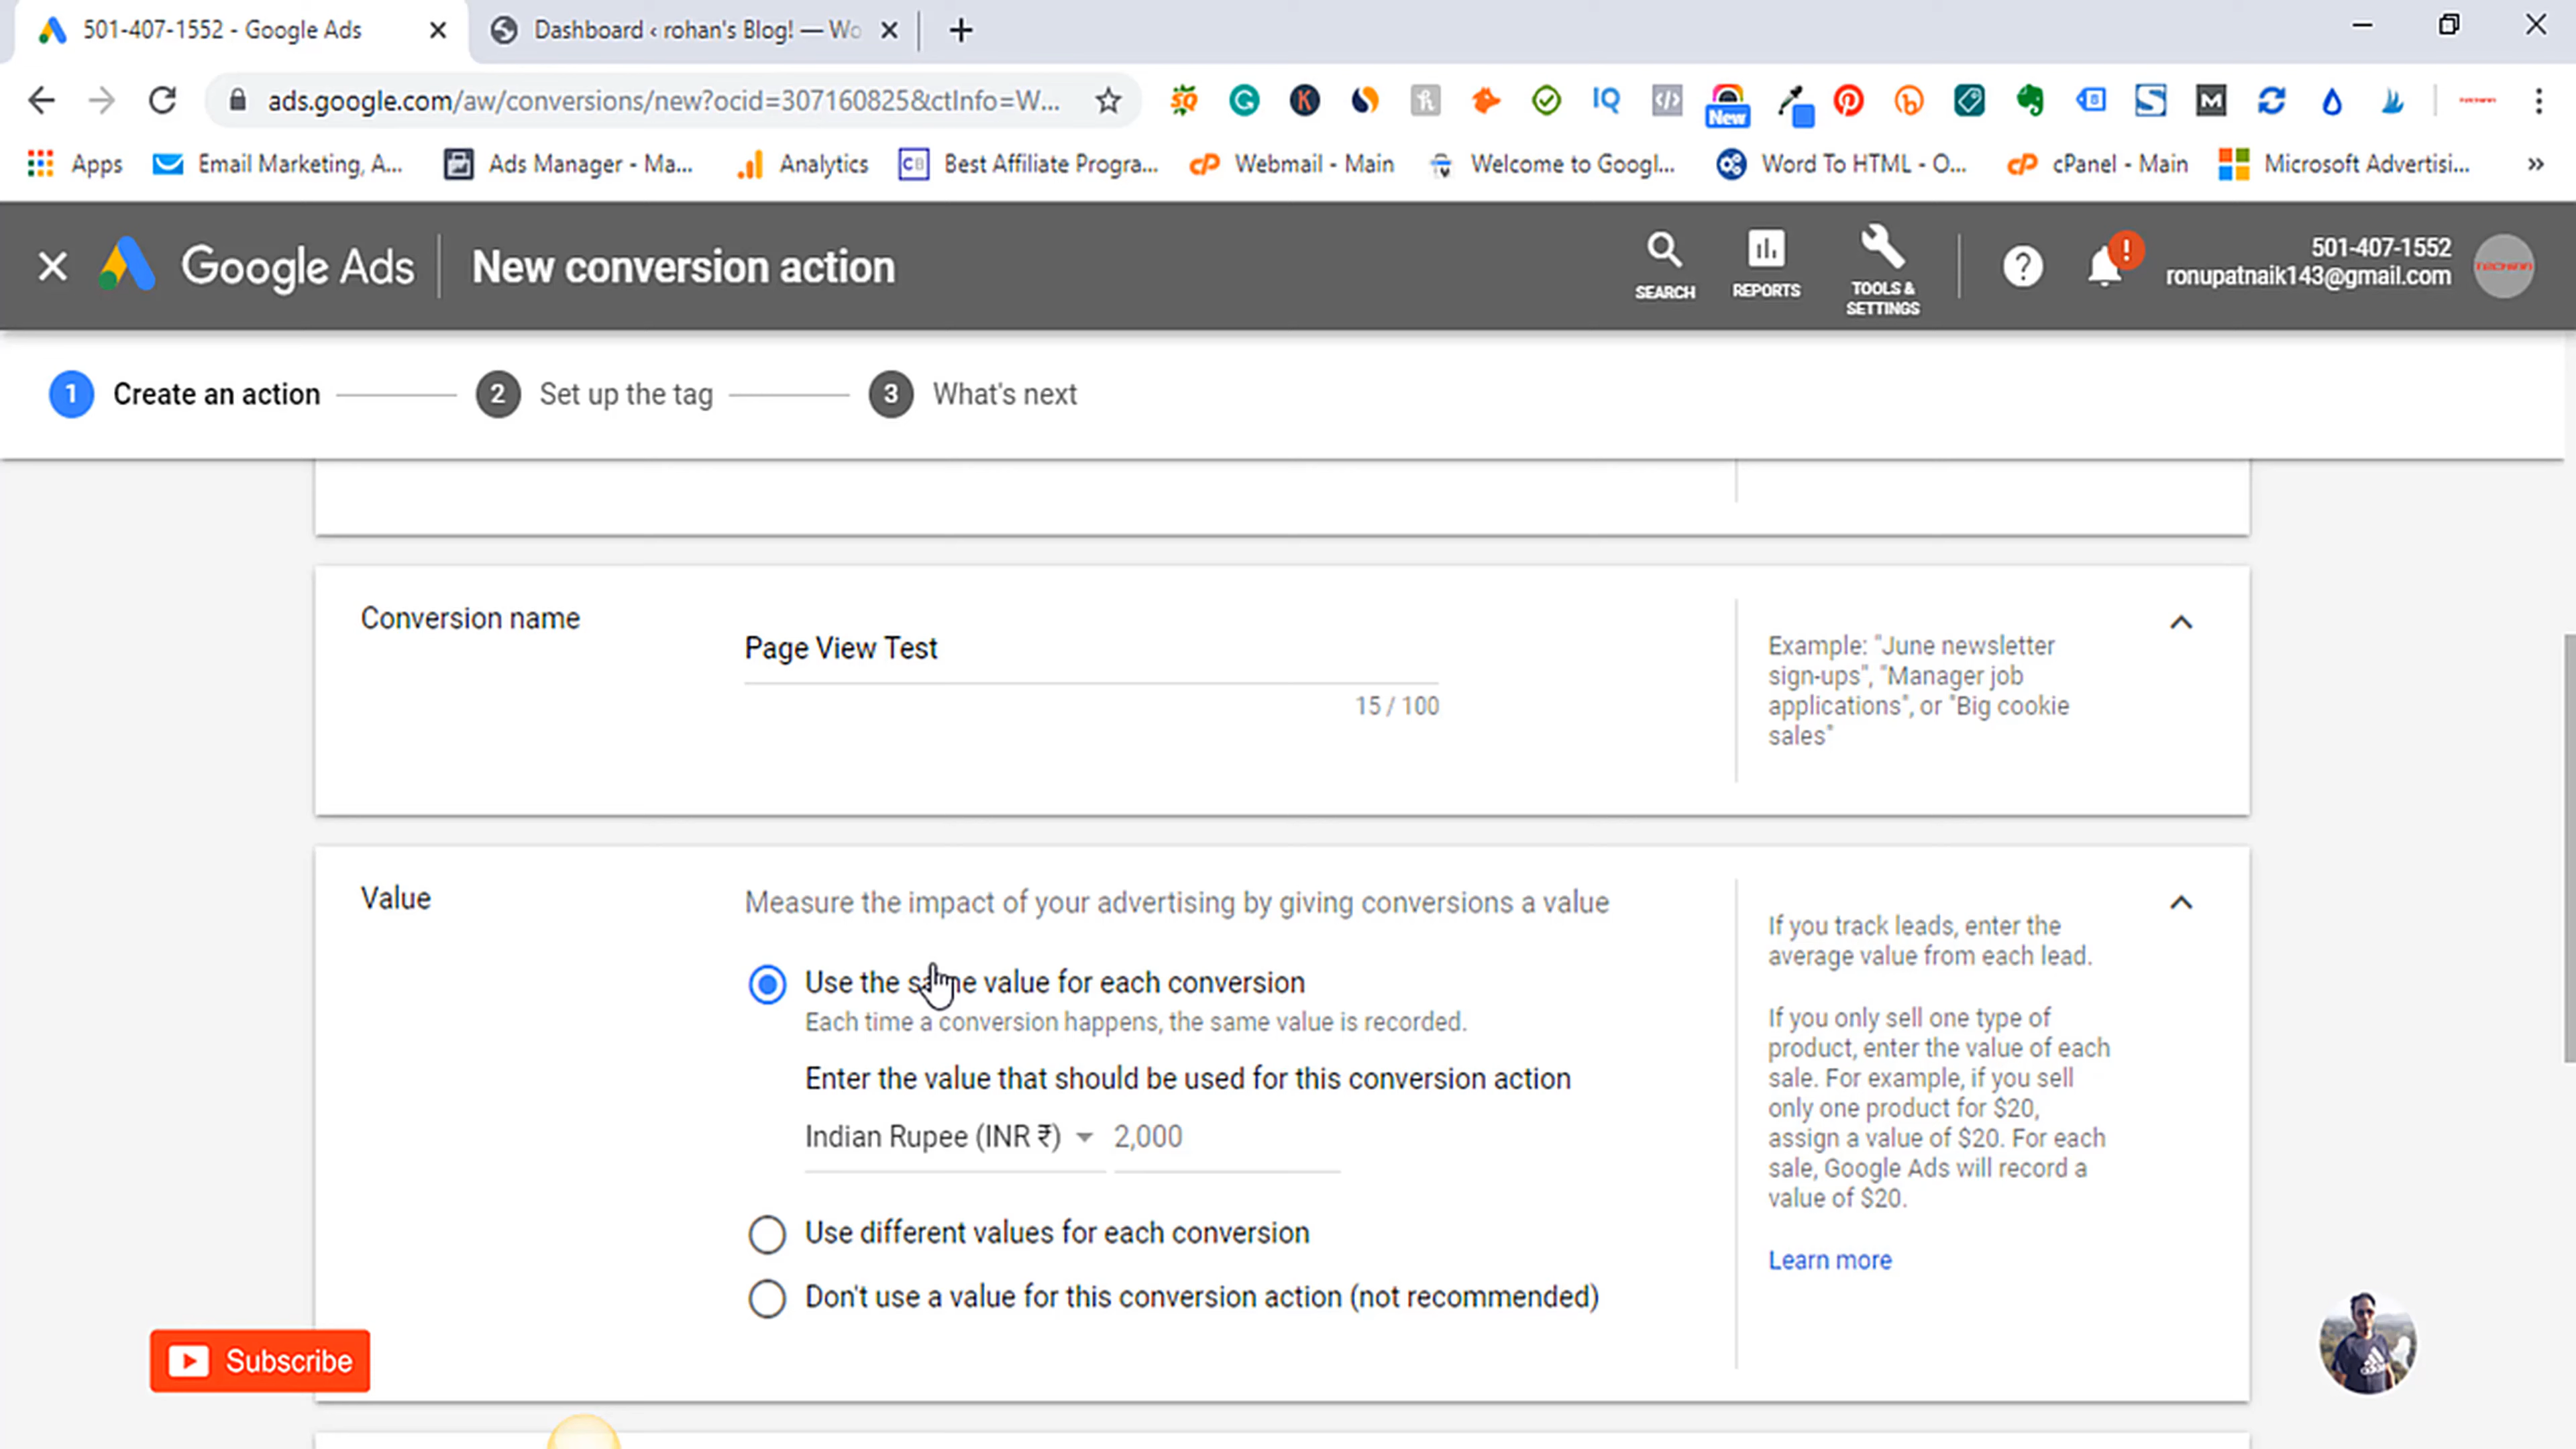 501-407-1552 - Google Ads
Dashboard ‹ rohan's Blog! — Wo
ads.google.com/aw/conversions/new?ocid=307160825&ctInfo=W...
New
Apps
Email Marketing, A...
Ads Manager - Ma...
Analytics
Best Affiliate Progra...
Webmail - Main
Welcome to Googl...
Word To HTML - O...
cPanel - Main
Microsoft Advertisi...
»
Google Ads
New conversion action
SEARCH
REPORTS
TOOLS &
SETTINGS
501-407-1552
ronupatnaik143@gmail.com
1 Create an action
2 Set up the tag
3 What's next
Conversion name
Page View Test
15 / 100
Example: "June newsletter
sign-ups", "Manager job
applications", or "Big cookie
sales"
Value
Measure the impact of your advertising by giving conversions a value
Use the same value for each conversion
Each time a conversion happens, the same value is recorded.
Enter the value that should be used for this conversion action
Indian Rupee (INR ₹) 2,000
Use different values for each conversion
Don't use a value for this conversion action (not recommended)
If you track leads, enter the
average value from each lead.
If you only sell one type of
product, enter the value of each
sale. For example, if you sell
only one product for $20,
assign a value of $20. For each
sale, Google Ads will record a
value of $20.
Learn more
Subscribe